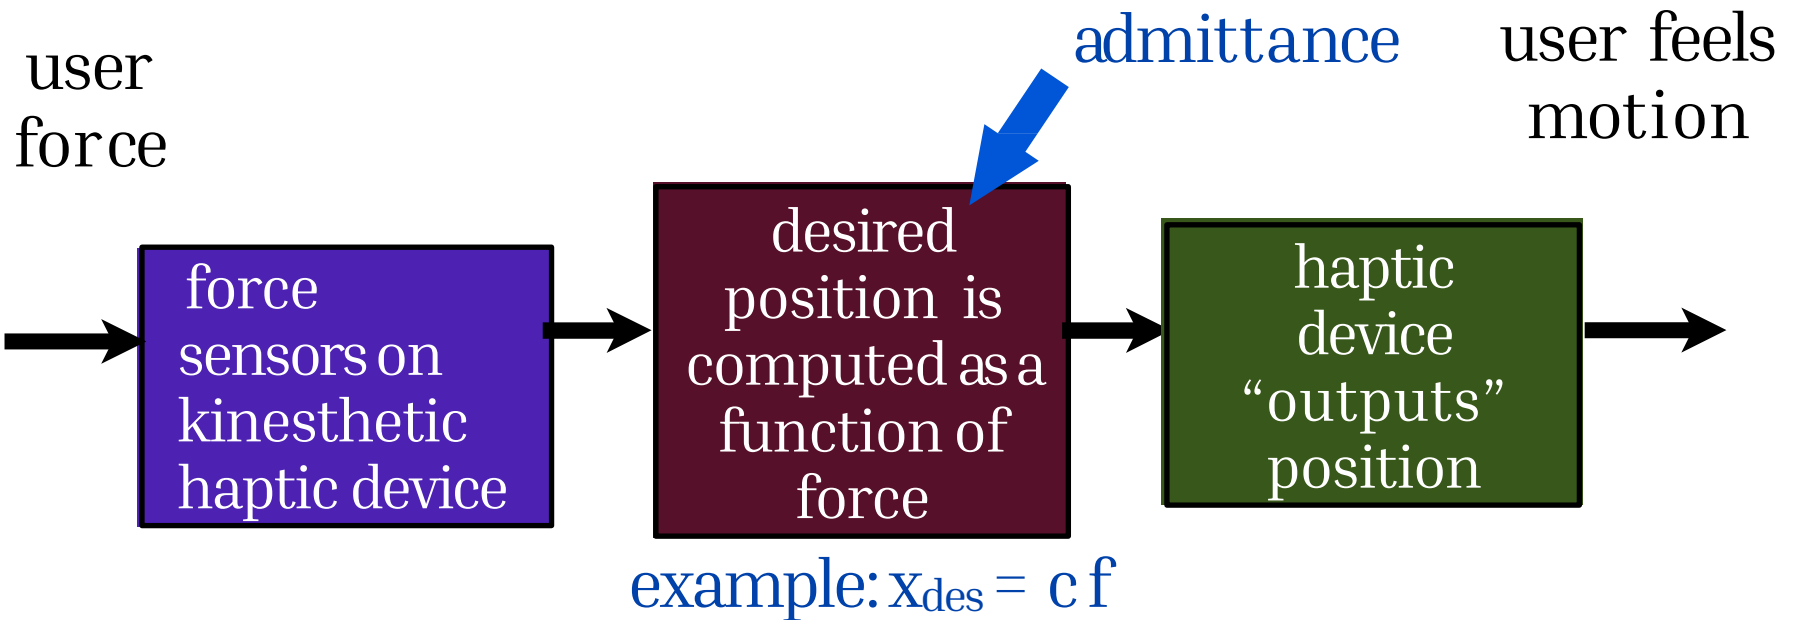 user
force
force
sensors on
kinesthetic
haptic device
admittance
desired
position is
computed as a
function of
force
example: xdes = c f
user feels
motion
haptic
device
“outputs”
position